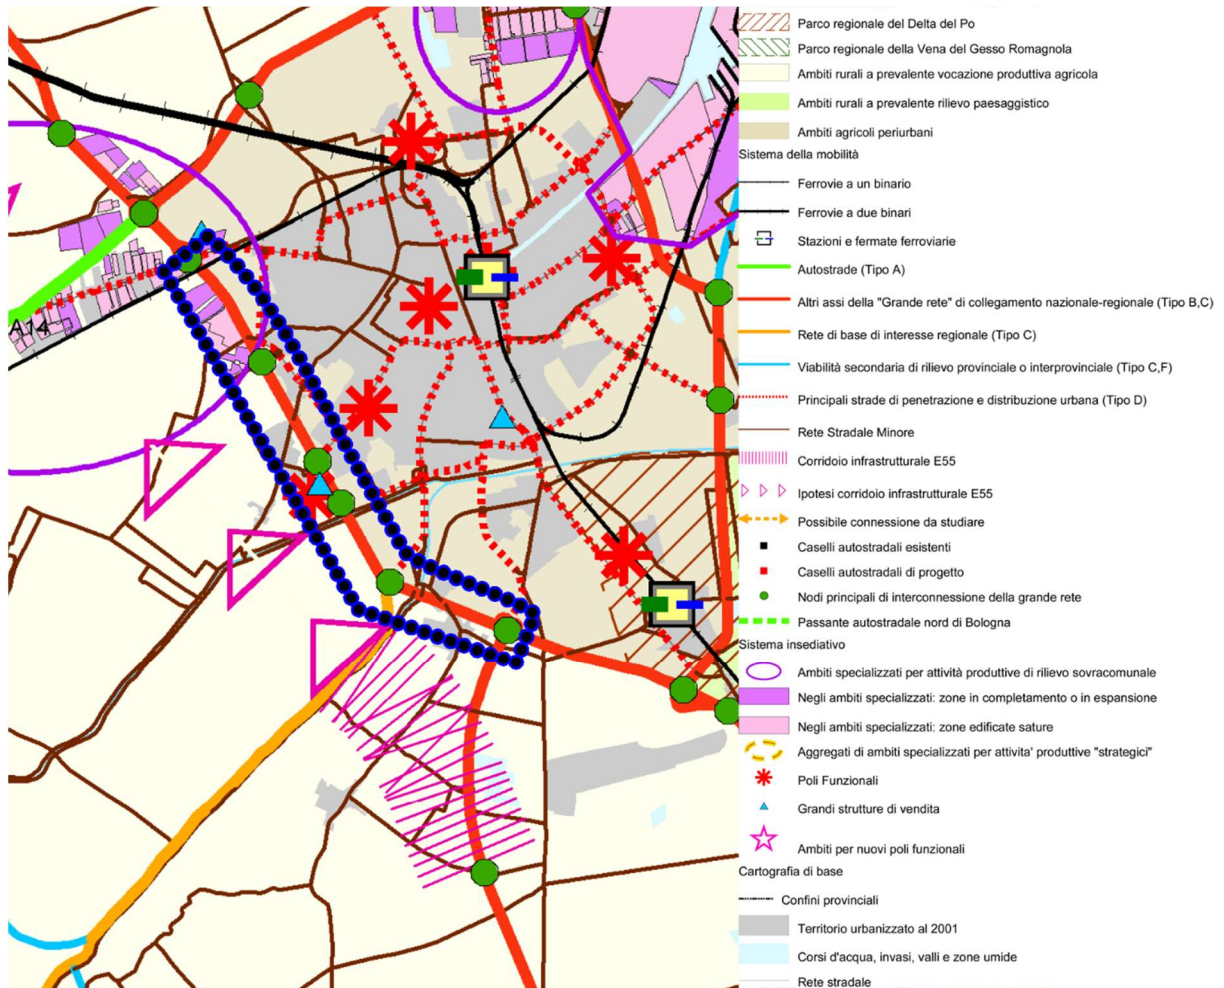 A14
Parco regionale del Delta del Po
Parco regionale della Vena del Gesso Romagnola
Ambiti rurali a prevalente vocazione produttiva agricola
Ambiti rurali a prevalente rilievo paesaggistico
Ambiti agricoli periurbani
Sistema della mobilità
Ferrovie a un binario
Ferrovie a due binari
Stazioni e fermate ferroviarie
Autostrade (Tipo A)
Altri assi della "Grande rete" di collegamento nazionale-regionale (Tipo B,C)
Rete di base di interesse regionale (Tipo C)
Viabilità secondaria di rilievo provinciale o interprovinciale (Tipo C,F)
Principali strade di penetrazione e distribuzione urbana (Tipo D)
Rete Stradale Minore
Corridoio infrastrutturale E55
Ipotesi corridoio infrastrutturale E55
Possibile connessione da studiare
Caselli autostradali esistenti
Caselli autostradali di progetto
Nodi principali di interconnessione della grande rete
Passante autostradale nord di Bologna
Sistema insediativo
Ambiti specializzati per attività produttive di rilievo sovracomunale
Negli ambiti specializzati: zone in completamento o in espansione
Negli ambiti specializzati: zone edificate sature
Aggregati di ambiti specializzati per attivita' produttive "strategici"
Poli Funzionali
Grandi strutture di vendita
Ambiti per nuovi poli funzionali
Cartografia di base
Confini provinciali
Territorio urbanizzato al 2001
Corsi d'acqua, invasi, valli e zone umide
Rete stradale